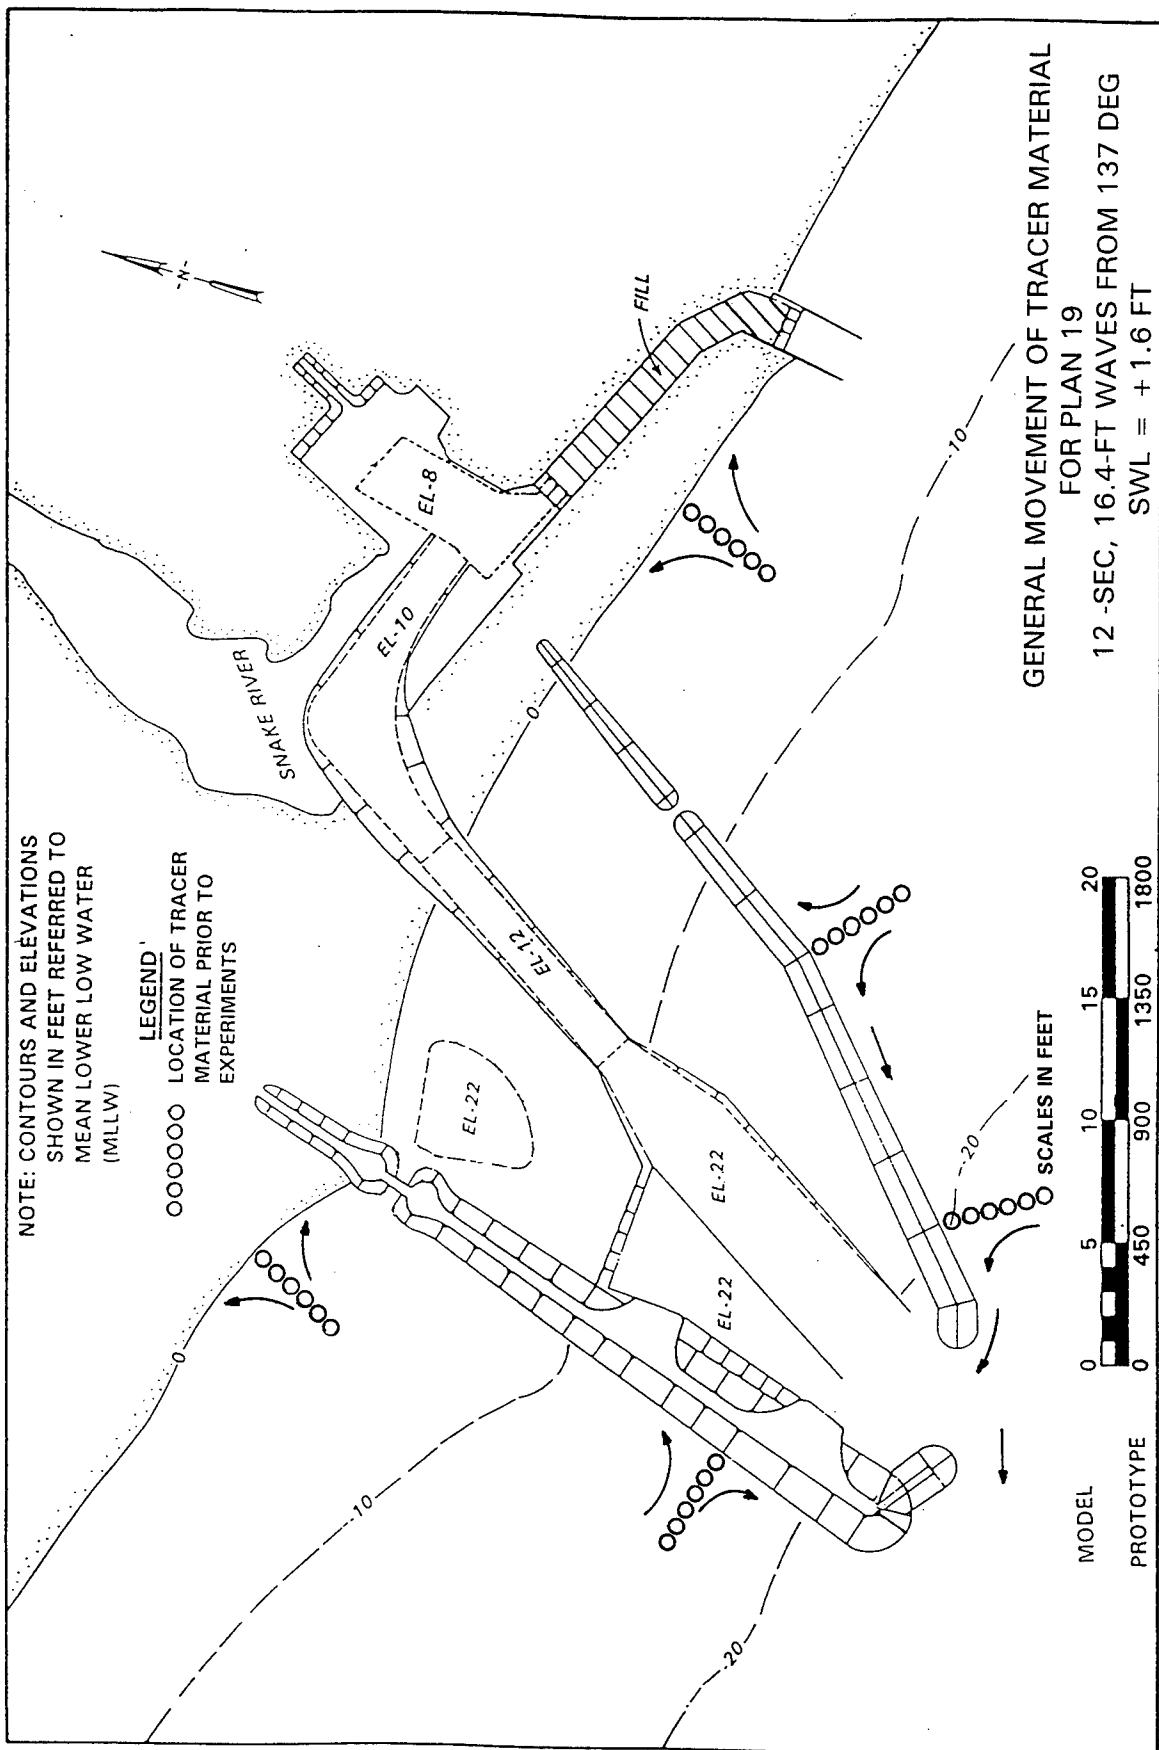 NOTE: CONTOURS AND ELEVATIONS
SHOWN IN FEET REFERRED TO
MEAN LOWER LOW WATER
(MLLW)
LEGEND
LOCATION OF TRACER
MATERIAL PRIOR TO
EXPERIMENTS
-N-
SNAKE RIVER
EL-8
EL-10
FILL
EL-12
EL-22
EL-22
EL-22
0
0
-10
-10
-20
-20
SCALES IN FEET
MODEL 0 5 10 15 20
PROTOTYPE 0 450 900 1350 1800
GENERAL MOVEMENT OF TRACER MATERIAL
FOR PLAN 19
12-SEC, 16.4-FT WAVES FROM 137 DEG
SWL = +1.6 FT